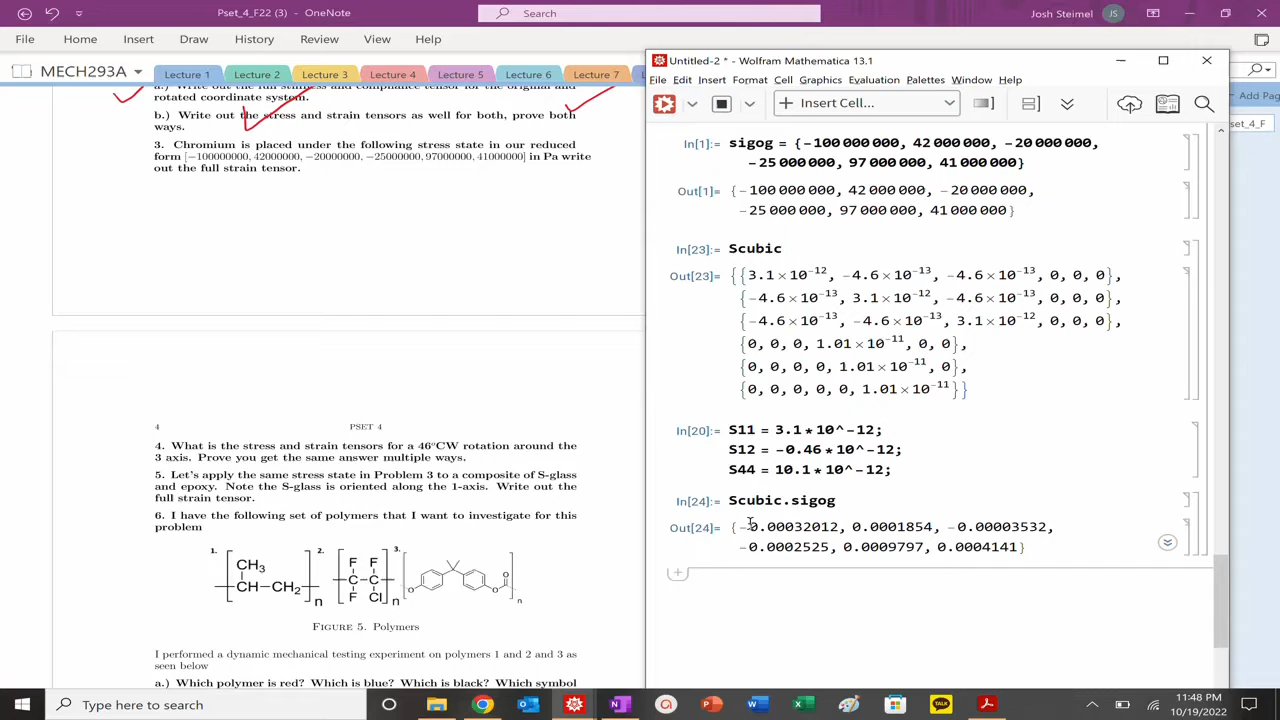 Pset_4_F22 (3) - OneNote
Search
Josh Steimel
JS
File Home Insert Draw History Review View Help
MECH293A
Lecture 1 Lecture 2 Lecture 3 Lecture 4 Lecture 5 Lecture 6 Lecture 7
Add Pag
set_4_F
rotated coordinate system.
b.) Write out the stress and strain tensors as well for both, prove both
ways.
3. Chromium is placed under the following stress state in our reduced
form [−100000000, 42000000, −20000000, −25000000, 97000000, 41000000] in Pa write
out the full strain tensor.
4 PSET 4
4. What is the stress and strain tensors for a 46°CW rotation around the
3 axis. Prove you get the same answer multiple ways.
5. Let's apply the same stress state in Problem 3 to a composite of S-glass
and epoxy. Note the S-glass is oriented along the 1-axis. Write out the
full strain tensor.
6. I have the following set of polymers that I want to investigate for this
problem
1. 2. 3.
CH3
CH—CH2
n
F F
C—C
F Cl
n
O O
O
n
FIGURE 5. Polymers
I performed a dynamic mechanical testing experiment on polymers 1 and 2 and 3 as
seen below
a.) Which polymer is red? Which is blue? Which is black? Which symbol
Untitled-2 * - Wolfram Mathematica 13.1
File Edit Insert Format Cell Graphics Evaluation Palettes Window Help
Insert Cell...
In[1]:= sigog = {-100 000 000, 42 000 000, -20 000 000,
-25 000 000, 97 000 000, 41 000 000}
Out[1]= {-100 000 000, 42 000 000, -20 000 000,
-25 000 000, 97 000 000, 41 000 000}
In[23]:= Scubic
Out[23]= {{3.1×10^-12, -4.6×10^-13, -4.6×10^-13, 0, 0, 0},
{-4.6×10^-13, 3.1×10^-12, -4.6×10^-13, 0, 0, 0},
{-4.6×10^-13, -4.6×10^-13, 3.1×10^-12, 0, 0, 0},
{0, 0, 0, 1.01×10^-11, 0, 0},
{0, 0, 0, 0, 1.01×10^-11, 0},
{0, 0, 0, 0, 0, 1.01×10^-11}}
In[20]:= S11 = 3.1*10^-12;
S12 = -0.46*10^-12;
S44 = 10.1*10^-12;
In[24]:= Scubic.sigog
Out[24]= {-0.00032012, 0.0001854, -0.00003532,
-0.0002525, 0.0009797, 0.0004141}
Type here to search
TALK
11:48 PM
10/19/2022